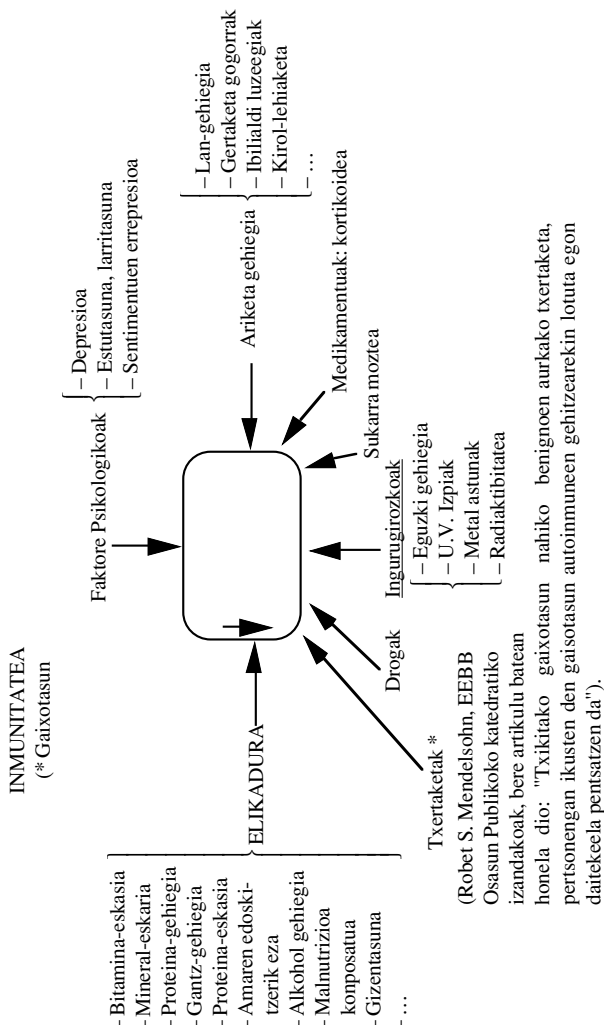 INMUNITATEA
(* Gaixotasun
Faktore Psikologikoak
– Depresioa
– Estutasuna, larritasuna
– Sentimentuen errepresioa
– Bitamina-eskasia
– Mineral-eskaria
– Proteina-gehiegia
– Gantz-gehiegia
– Proteina-eskasia
– Amaren edoski-
tzerik eza
– Alkohol gehiegia
– Malnutrizioa
konposatua
– Gizentasuna
– …
ELIKADURA
Ariketa gehiegia
– Lan-gehiegia
– Gertaketa gogorrak
– Ibilialdi luzeegiak
– Kirol-lehiaketa
– …
Medikamentuak: kortikoidea
Sukarra moztea
Ingurugirozkoak
– Eguzki gehiegia
– U.V. Izpiak
– Metal astunak
– Radiaktibitatea
Drogak
Txertaketak *
(Robet S. Mendelsohn, EEBB
Osasun Publikoko katedratiko
izandakoak, bere artikulu batean
honela dio: "Txikitako gaixotasun nahiko benignoen aurkako txertaketa,
pertsonengan ikusten den gaisotasun autoinmuneen gehitzearekin lotuta egon
daitekeela pentsatzen da").